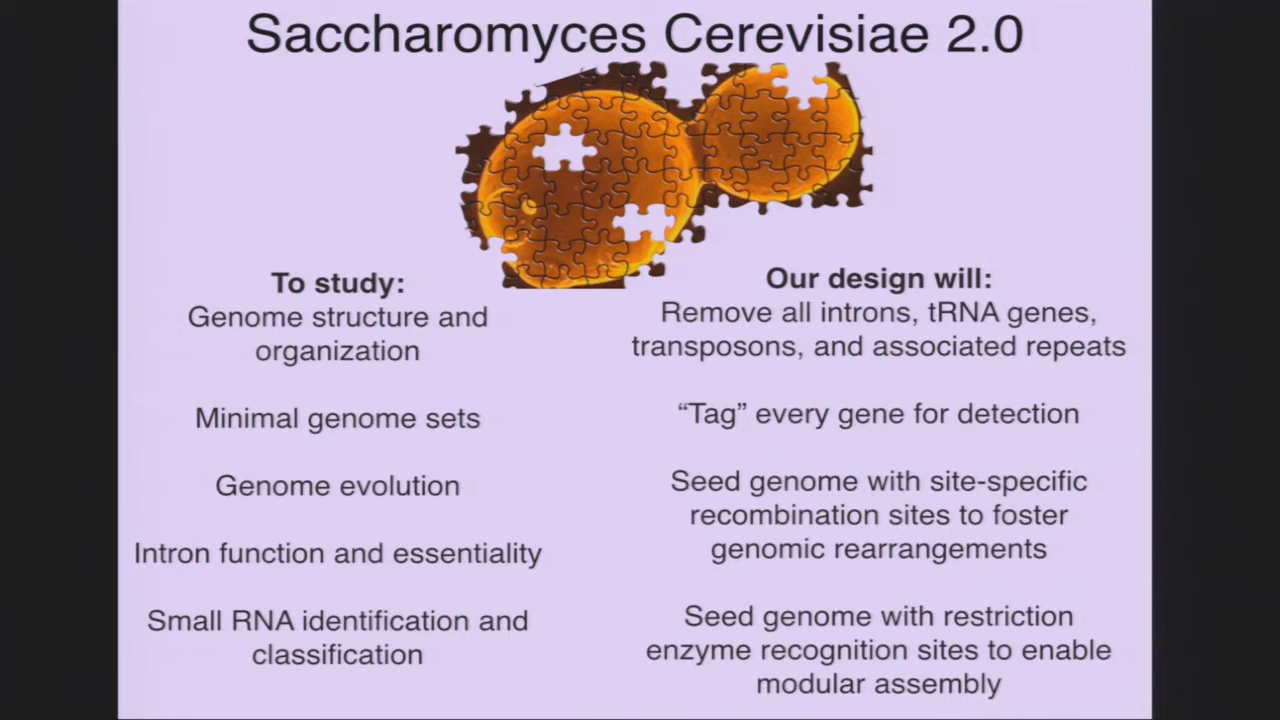 Saccharomyces Cerevisiae 2.0
To study:
Genome structure and
organization
Minimal genome sets
Genome evolution
Intron function and essentiality
Small RNA identification and
classification
Our design will:
Remove all introns, tRNA genes,
transposons, and associated repeats
“Tag” every gene for detection
Seed genome with site-specific
recombination sites to foster
genomic rearrangements
Seed genome with restriction
enzyme recognition sites to enable
modular assembly